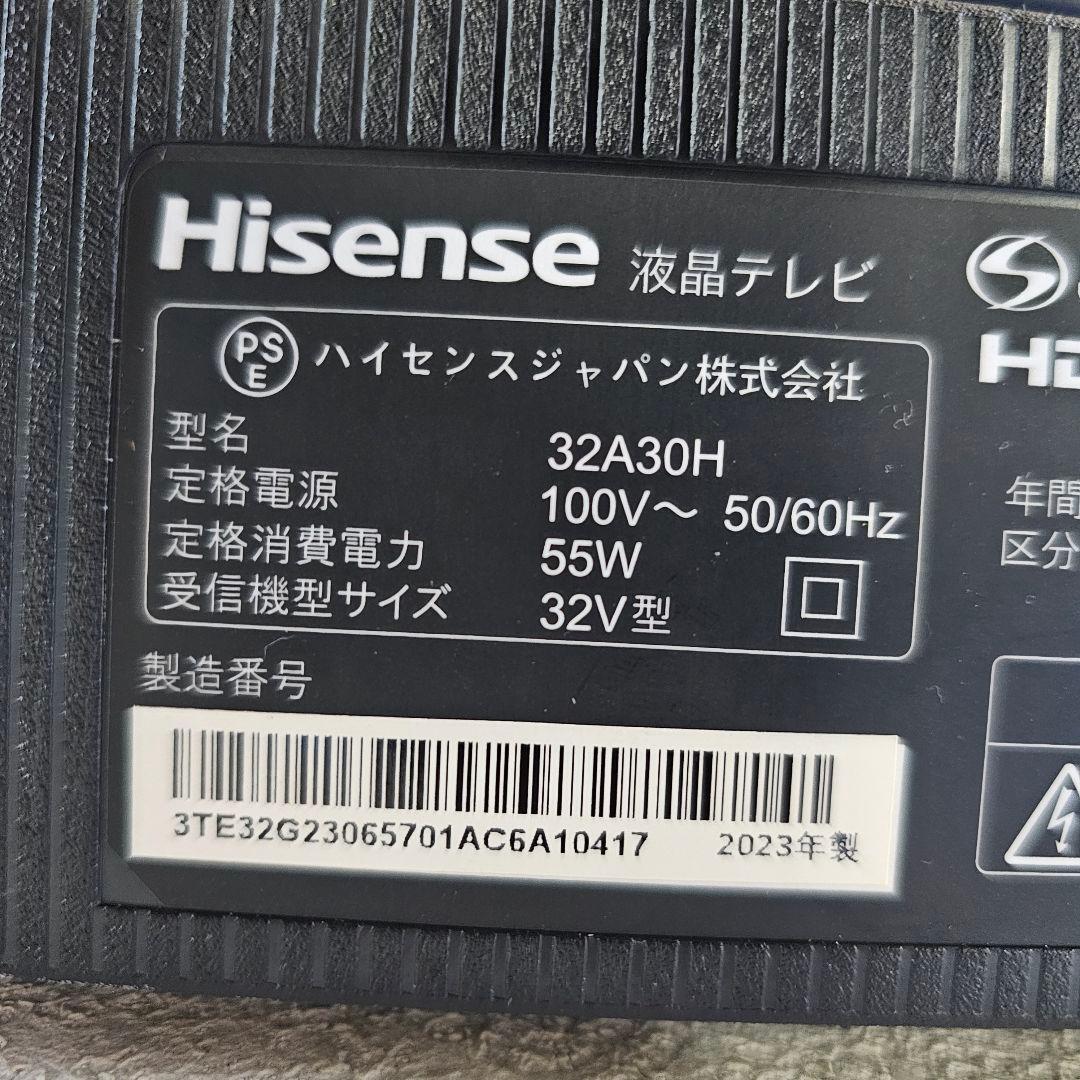 Hisense 液晶テレビ
PSE ハイセンスジャパン株式会社
型名 32A30H
定格電源 100V～ 50/60Hz
定格消費電力 55W
受信機型サイズ 32V型
製造番号
3TE32G23065701AC6A10417 2023年製
年間
区分